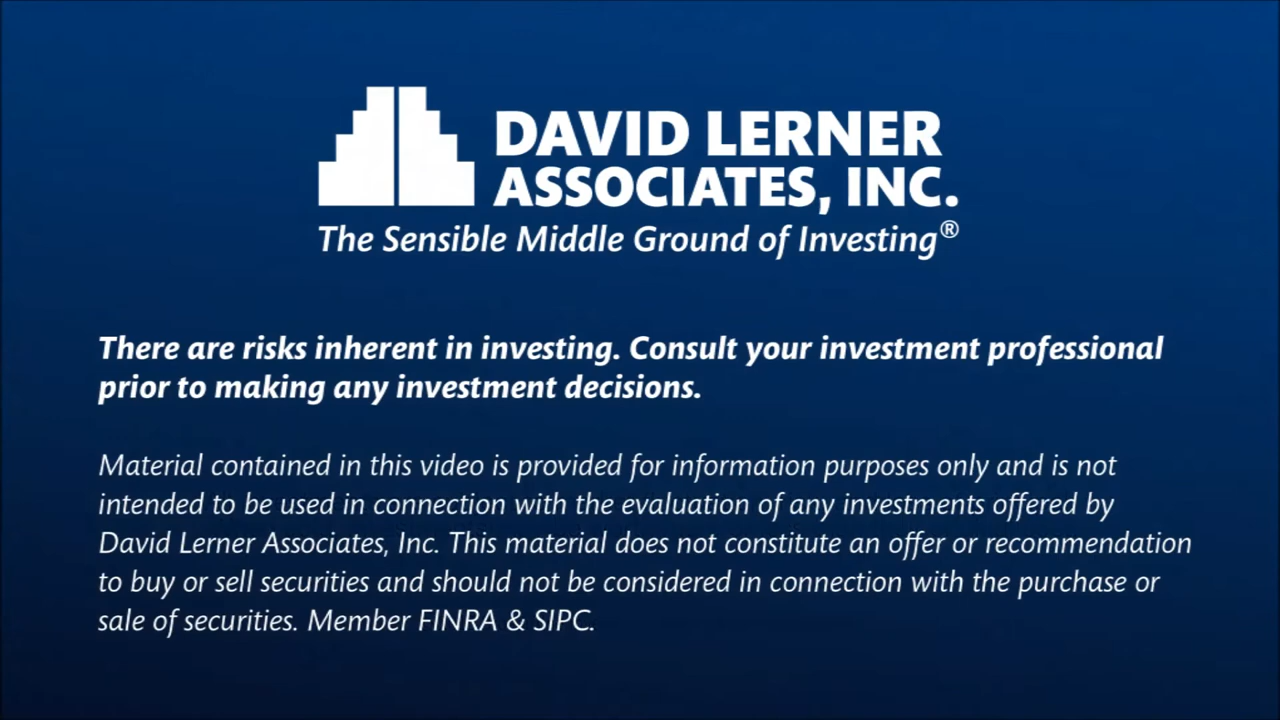 DAVID LERNER
ASSOCIATES, INC.
The Sensible Middle Ground of Investing®
There are risks inherent in investing. Consult your investment professional
prior to making any investment decisions.
Material contained in this video is provided for information purposes only and is not
intended to be used in connection with the evaluation of any investments offered by
David Lerner Associates, Inc. This material does not constitute an offer or recommendation
to buy or sell securities and should not be considered in connection with the purchase or
sale of securities. Member FINRA & SIPC.